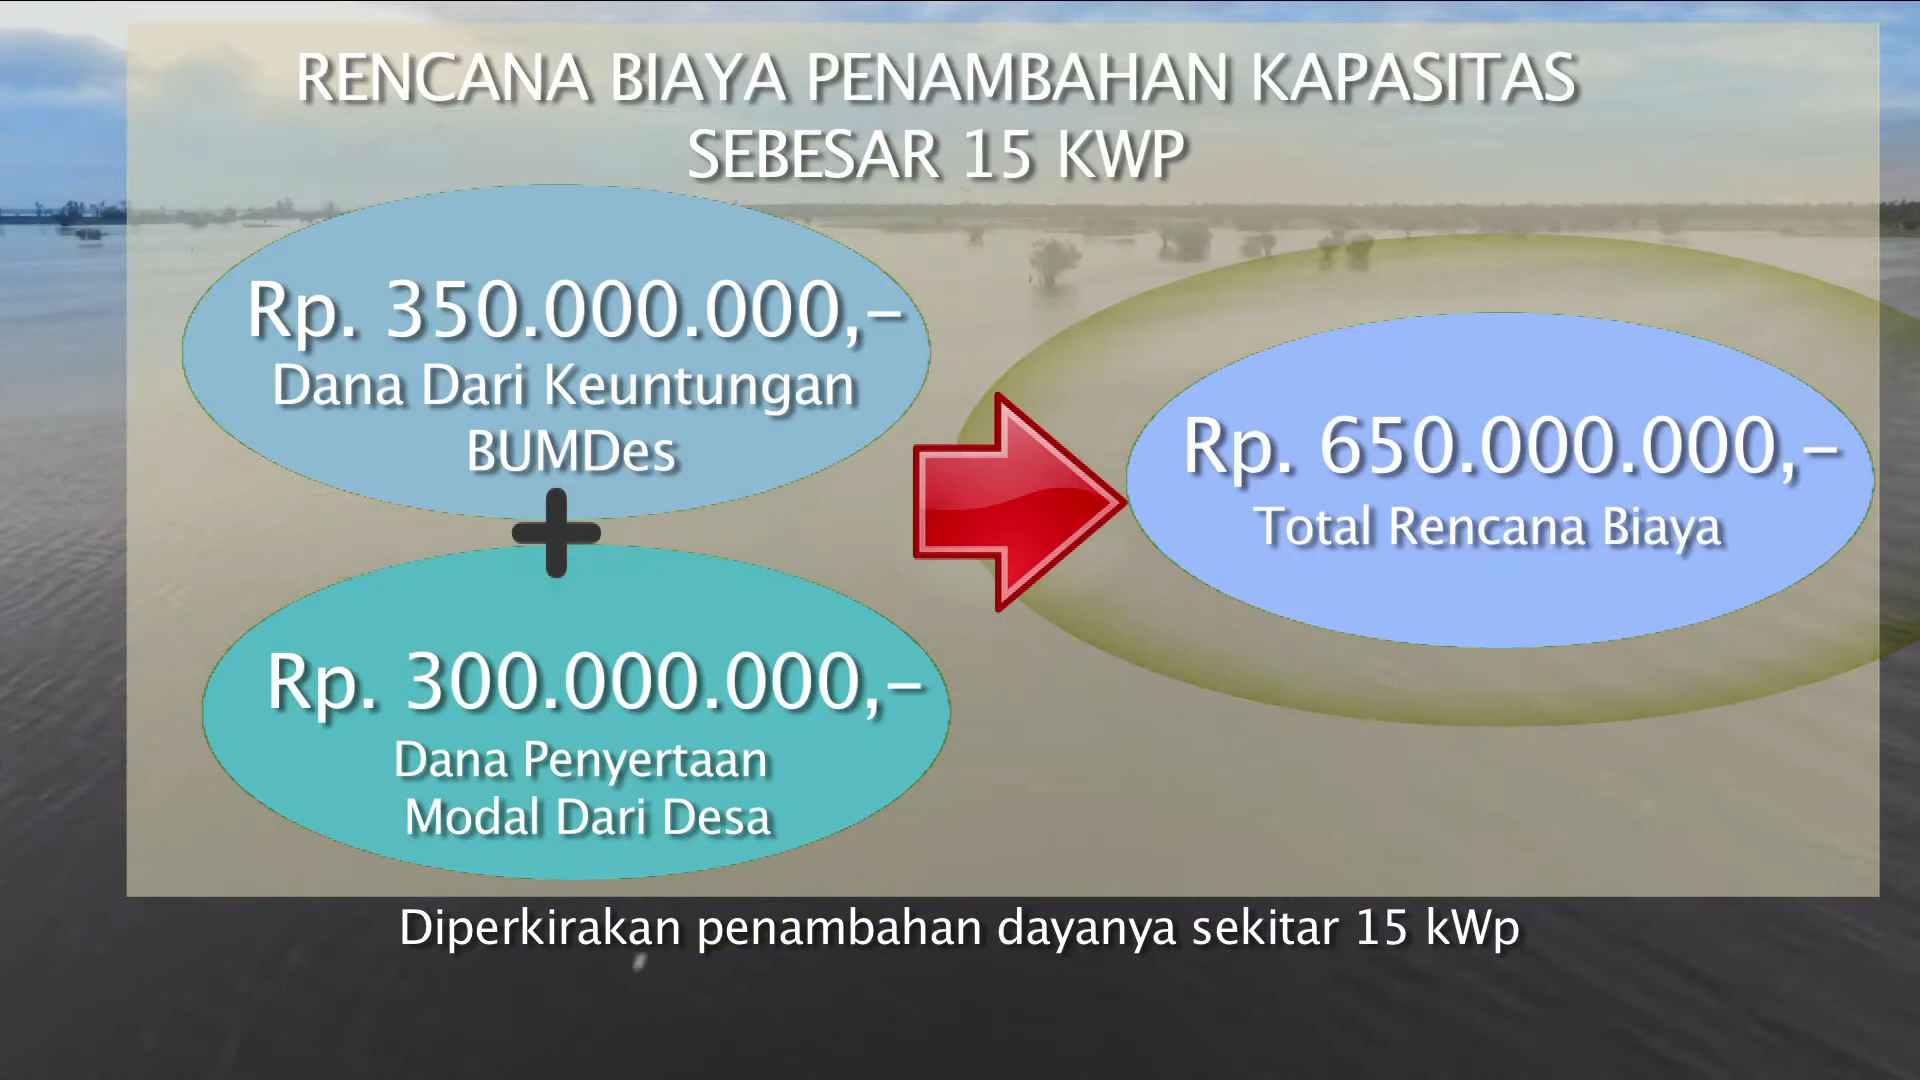 RENCANA BIAYA PENAMBAHAN KAPASITAS
SEBESAR 15 KWP
Rp. 350.000.000,-
Dana Dari Keuntungan
BUMDes
+
Rp. 300.000.000,-
Dana Penyertaan
Modal Dari Desa
Rp. 650.000.000,-
Total Rencana Biaya
Diperkirakan penambahan dayanya sekitar 15 kWp